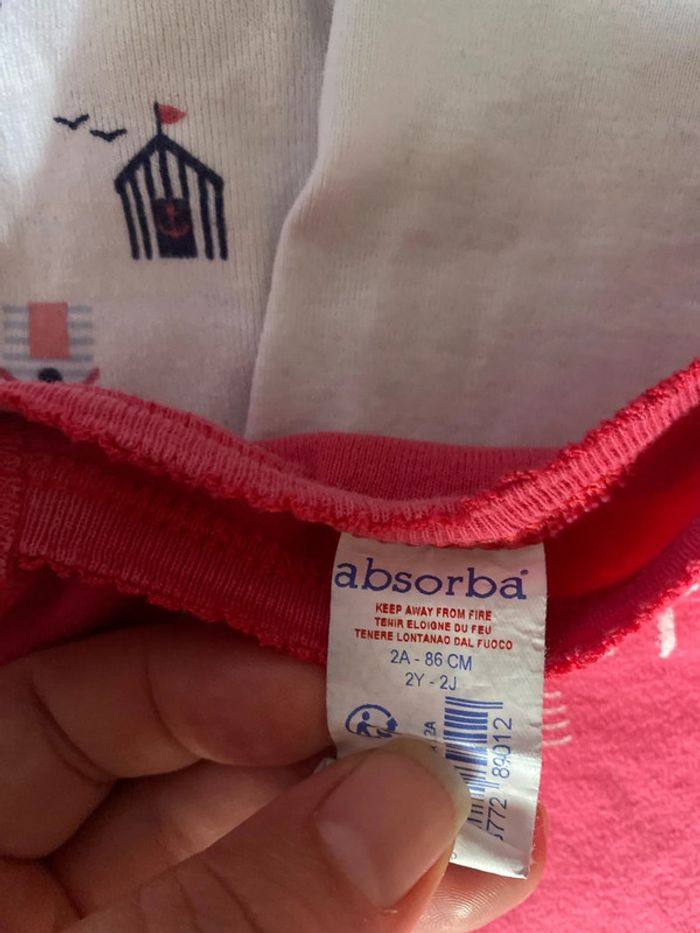 absorba
KEEP AWAY FROM FIRE
TENIR ELOIGNE DU FEU
TENERE LONTANAO DAL FUOCO
2A - 86 CM
2Y - 2J
2A
5772 89012